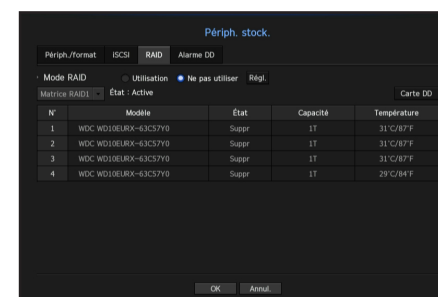 Périph. stock.
Périph./format iSCSI RAID Alarme DD
Mode RAID Utilisation Ne pas utiliser Régl.
Matrice RAID1 État : Active Carte DD
N° Modèle État Capacité Température
1 WDC WD10EURX-63C57Y0 Suppr 1T 31°C/87°F
2 WDC WD10EURX-63C57Y0 Suppr 1T 31°C/87°F
3 WDC WD10EURX-63C57Y0 Suppr 1T 31°C/87°F
4 WDC WD10EURX-63C57Y0 Suppr 1T 29°C/84°F
OK Annul.